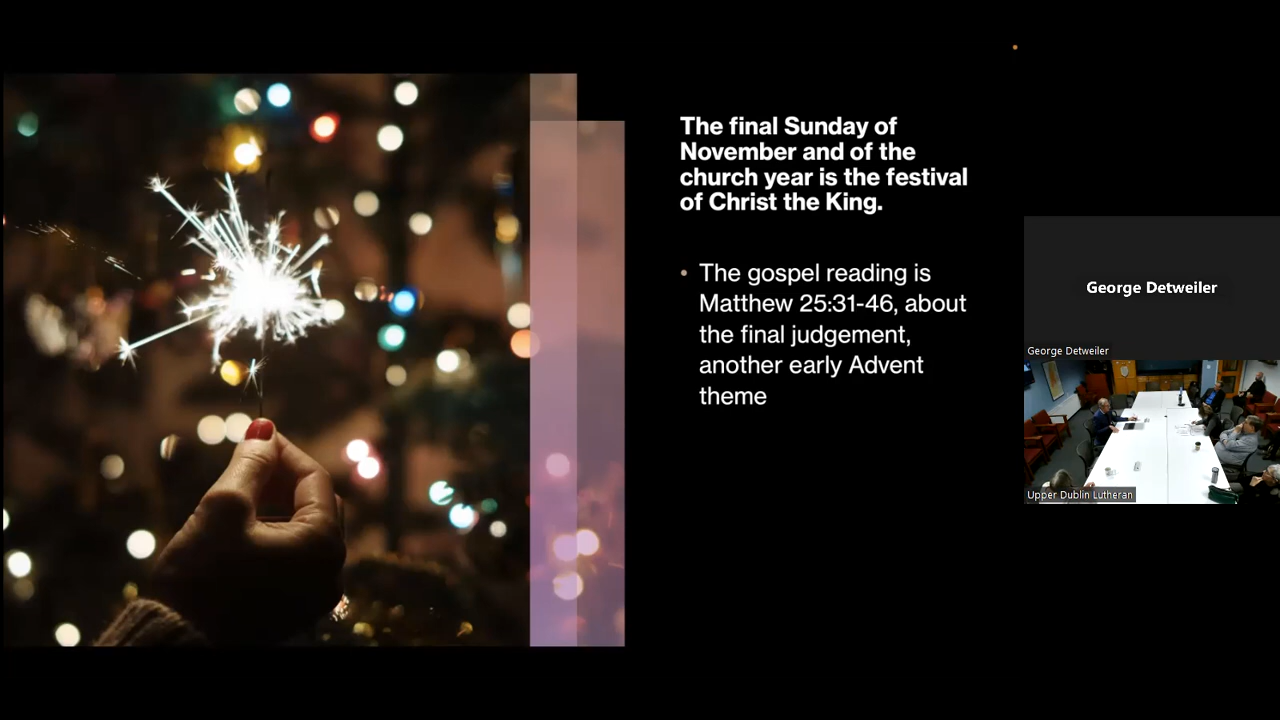 The final Sunday of
November and of the
church year is the festival
of Christ the King.
• The gospel reading is
Matthew 25:31-46, about
the final judgement,
another early Advent
theme
George Detweiler
George Detweiler
Upper Dublin Lutheran